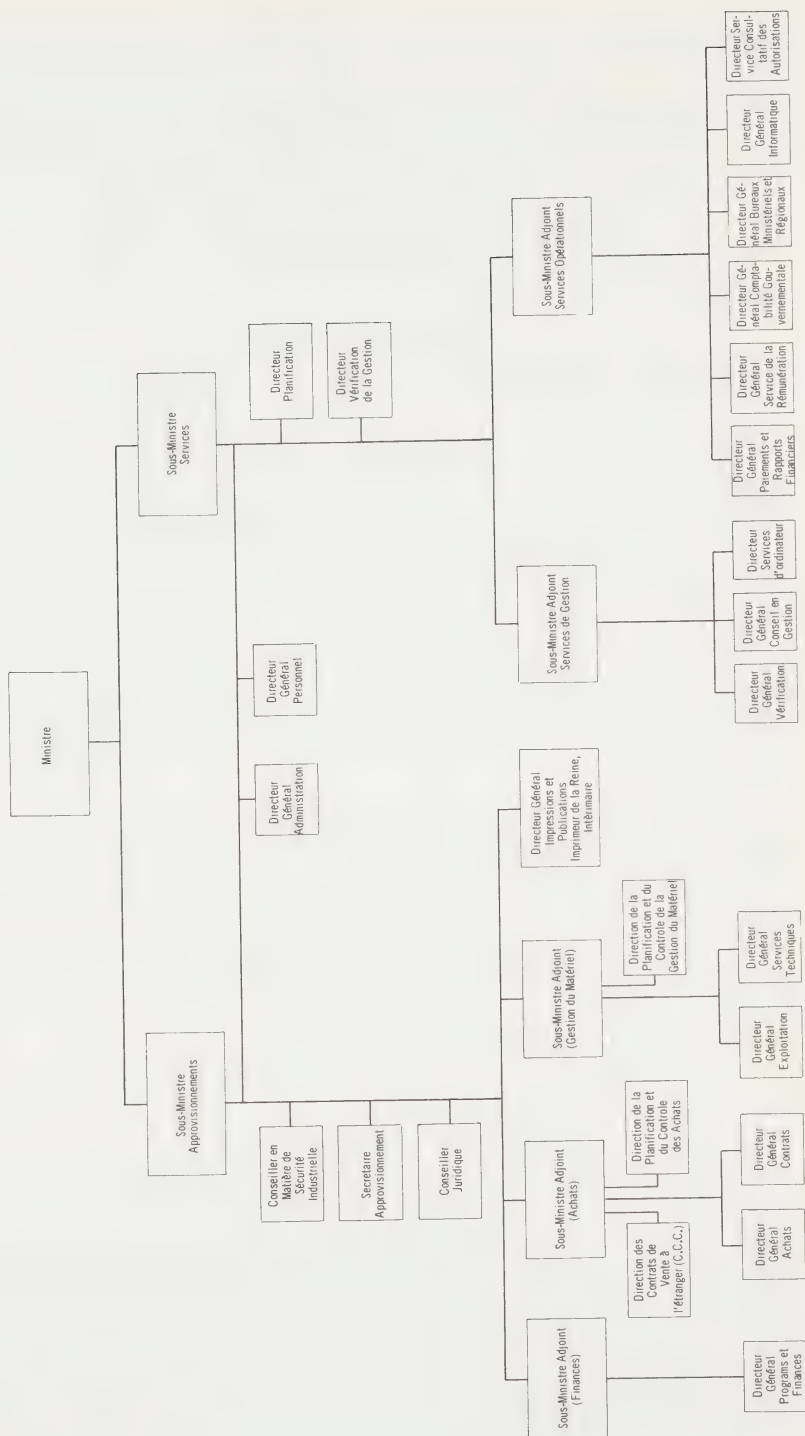 Ministre
Sous-Ministre
Approvisionnements
Sous-Ministre
Services
Directeur
Général
Administration
Directeur
Général
Personnel
Directeur
Planification
Directeur
Vérification
de la Gestion
Conseiller en
Matière de
Sécurité
Industrielle
Secretaire
Approvisionnement
Conseiller
Juridique
Sous-Ministre Adjoint
(Finances)
Sous-Ministre Adjoint
(Achats)
Sous-Ministre Adjoint
(Gestion du Matériel)
Directeur Général
Impressions et
Publications
Imprimeur de la Reine,
Intérimaire
Sous-Ministre Adjoint
Services de Gestion
Sous-Ministre Adjoint
Services Opérationnels
Direction des
Contrats de
Vente à
l'étranger (C.C.C.)
Direction de la
Planification et
du Controle
des Achats
Direction de la
Planification et du
Controle de la
Gestion du Matériel
Directeur
Général
Programs et
Finances
Directeur
Général
Achats
Directeur
Général
Contrats
Directeur
Général
Exploitation
Directeur
Général
Services
Techniques
Directeur
Général
Vérification
Directeur
Général
Conseil en
Gestion
Directeur
Services
d'ordinateur
Directeur
Général
Paiements et
Rapports
Financiers
Directeur
Général
Service de la
Rémunération
Directeur Gé-
néral Compta-
bilité Gou-
vernementale
Directeur Gé-
néral Bureaux
Ministériels et
Régionaux
Directeur
Général
Informatique
Directeur Ser-
vice Consul-
tatif des
Autorisations